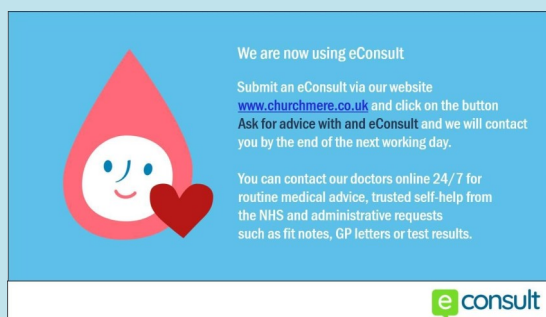 We are now using eConsult
Submit an eConsult via our website
www.churchmere.co.uk and click on the button
Ask for advice with and eConsult and we will contact
you by the end of the next working day.
You can contact our doctors online 24/7 for
routine medical advice, trusted self-help from
the NHS and administrative requests
such as fit notes, GP letters or test results.
e consult